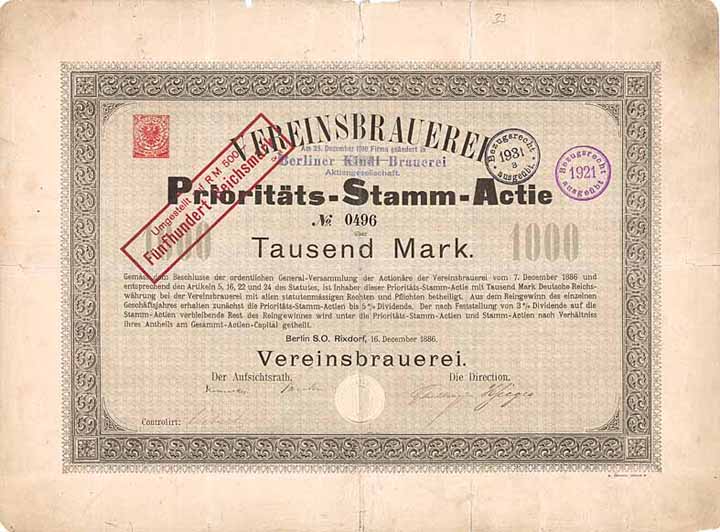 33
VEREINSBRAUEREI
Am 23. Dezember 1910 Firma geändert in
Berliner Kindl Brauerei
Aktiengesellschaft.
Umgestellt auf R.M. 500
Fünfhundert Reichsmark
Bezugsrecht
1931
ausgeübt.
Bezugsrecht
1921
ausgeübt
Prioritäts-Stamm-Actie
№ 0496
über
1000 Tausend Mark. 1000
Gemäss dem Beschlusse der ordentlichen General-Versammlung der Actionäre der Vereinsbrauerei vom 7. Dezember 1886 und
entsprechend den Artikeln 5, 16, 22 und 24 des Statutes, ist Inhaber dieser Prioritäts-Stamm-Actie mit Tausend Mark Deutsche Reichs-
währung bei der Vereinsbrauerei mit allen statutenmässigen Rechten und Pflichten betheiligt. Aus dem Reingewinn des einzelnen
Geschäftsjahres erhalten zunächst die Prioritäts-Stamm-Actien bis 5% Dividende. Der nach Feststellung von 3% Dividende auf die
Stamm-Actien verbleibende Rest des Reingewinnes wird unter die Prioritäts-Stamm-Actien und Stamm-Actien nach Verhältniss
ihres Antheils am Gesammt-Actien-Capital getheilt.
Berlin S.O. Rixdorf, 16. Dezember 1886.
Vereinsbrauerei.
Der Aufsichtsrath. Die Direction.
Controlirt: